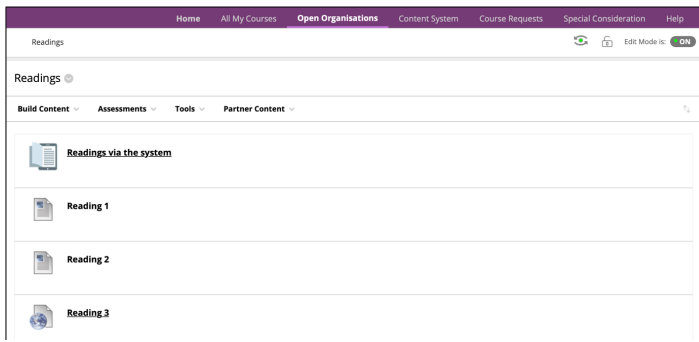 Home All My Courses Open Organisations Content System Course Requests Special Consideration Help
Readings Edit Mode is: ON
Readings
Build Content Assessments Tools Partner Content
Readings via the system
Reading 1
Reading 2
Reading 3